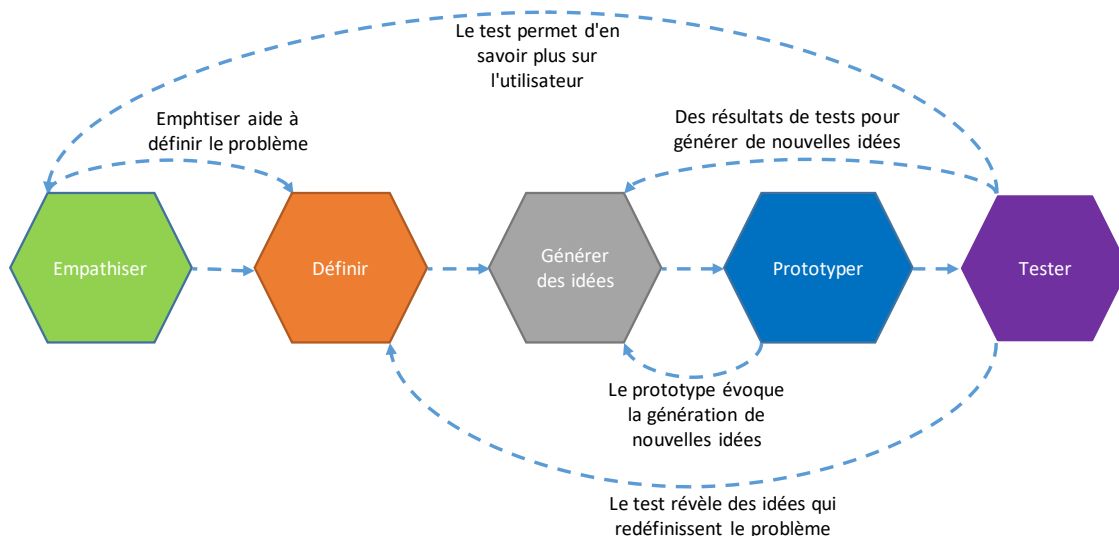 Le test permet d'en
savoir plus sur
l'utilisateur
Emphtiser aide à
définir le problème
Des résultats de tests pour
générer de nouvelles idées
Empathiser
Définir
Générer
des idées
Prototyper
Tester
Le prototype évoque
la génération de
nouvelles idées
Le test révèle des idées qui
redéfinissent le problème